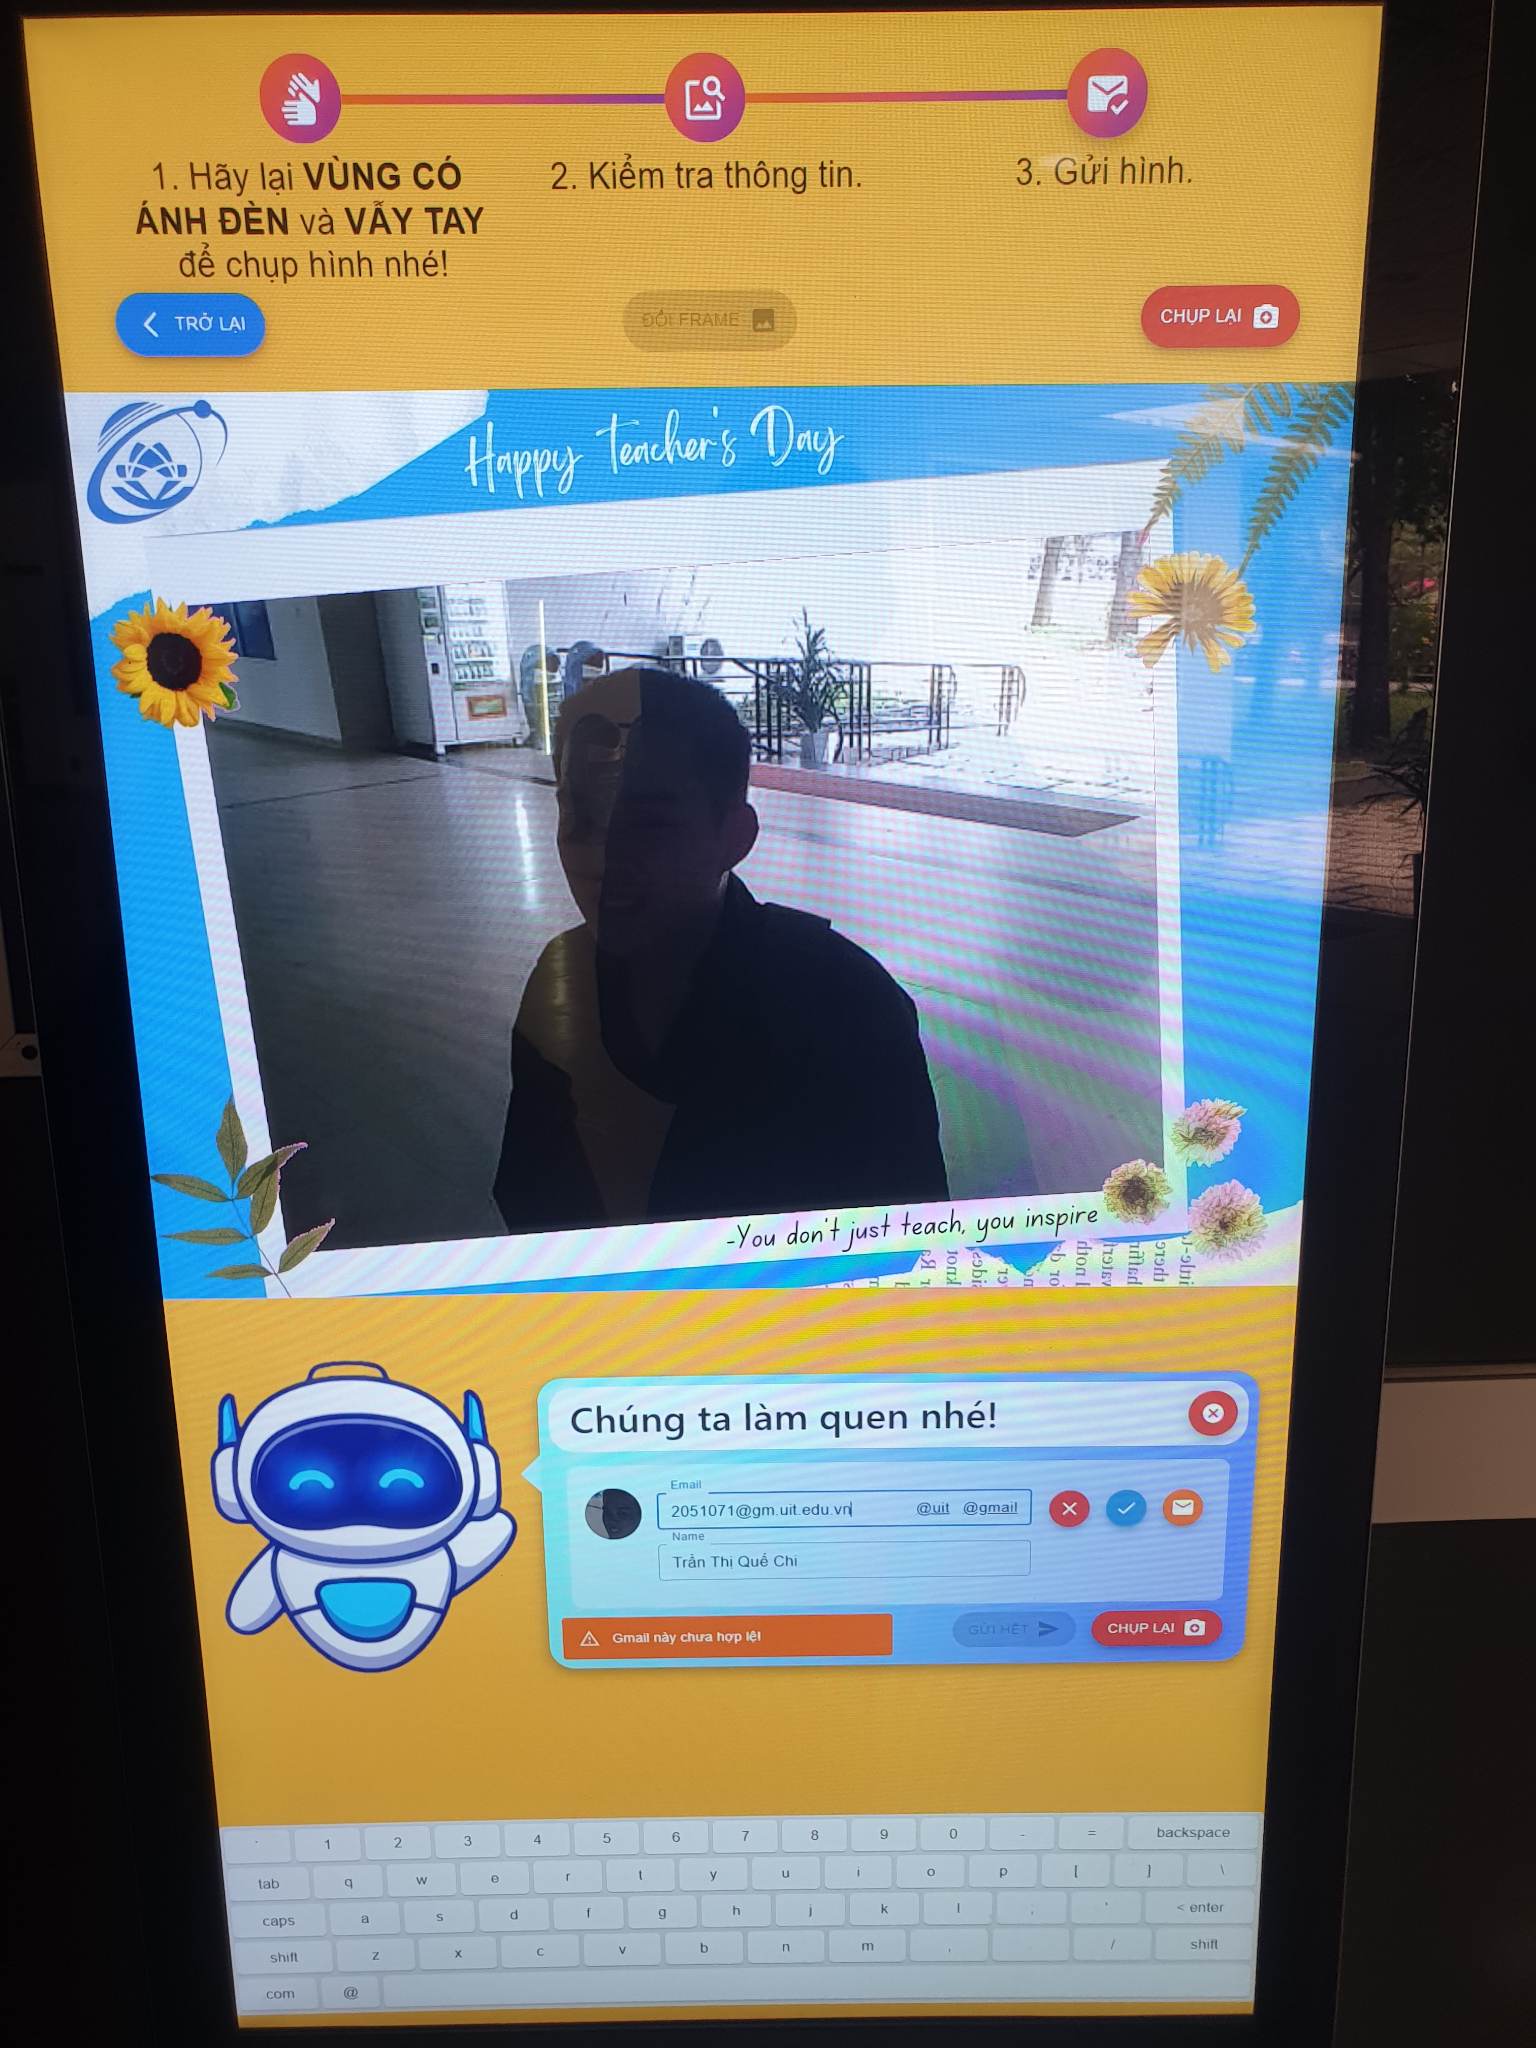 1. Hãy lại VÙNG CÓ
ÁNH ĐÈN và VẪY TAY
để chụp hình nhé!
2. Kiểm tra thông tin.
3. Gửi hình.
TRỞ LẠI
ĐỔI FRAME
CHỤP LẠI
Happy Teacher's Day
-You don't just teach, you inspire
Chúng ta làm quen nhé!
Email
2051071@gm.uit.edu.vn @uit @gmail
Name
Trần Thị Quế Chi
Gmail này chưa hợp lệ!
GỬI HẾT
CHỤP LẠI
1 2 3 4 5 6 7 8 9 0 - = backspace
tab q w e r t y u i o p [ ] \
caps a s d f g h j k l ; ' < enter
shift z x c v b n m , / shift
.com @